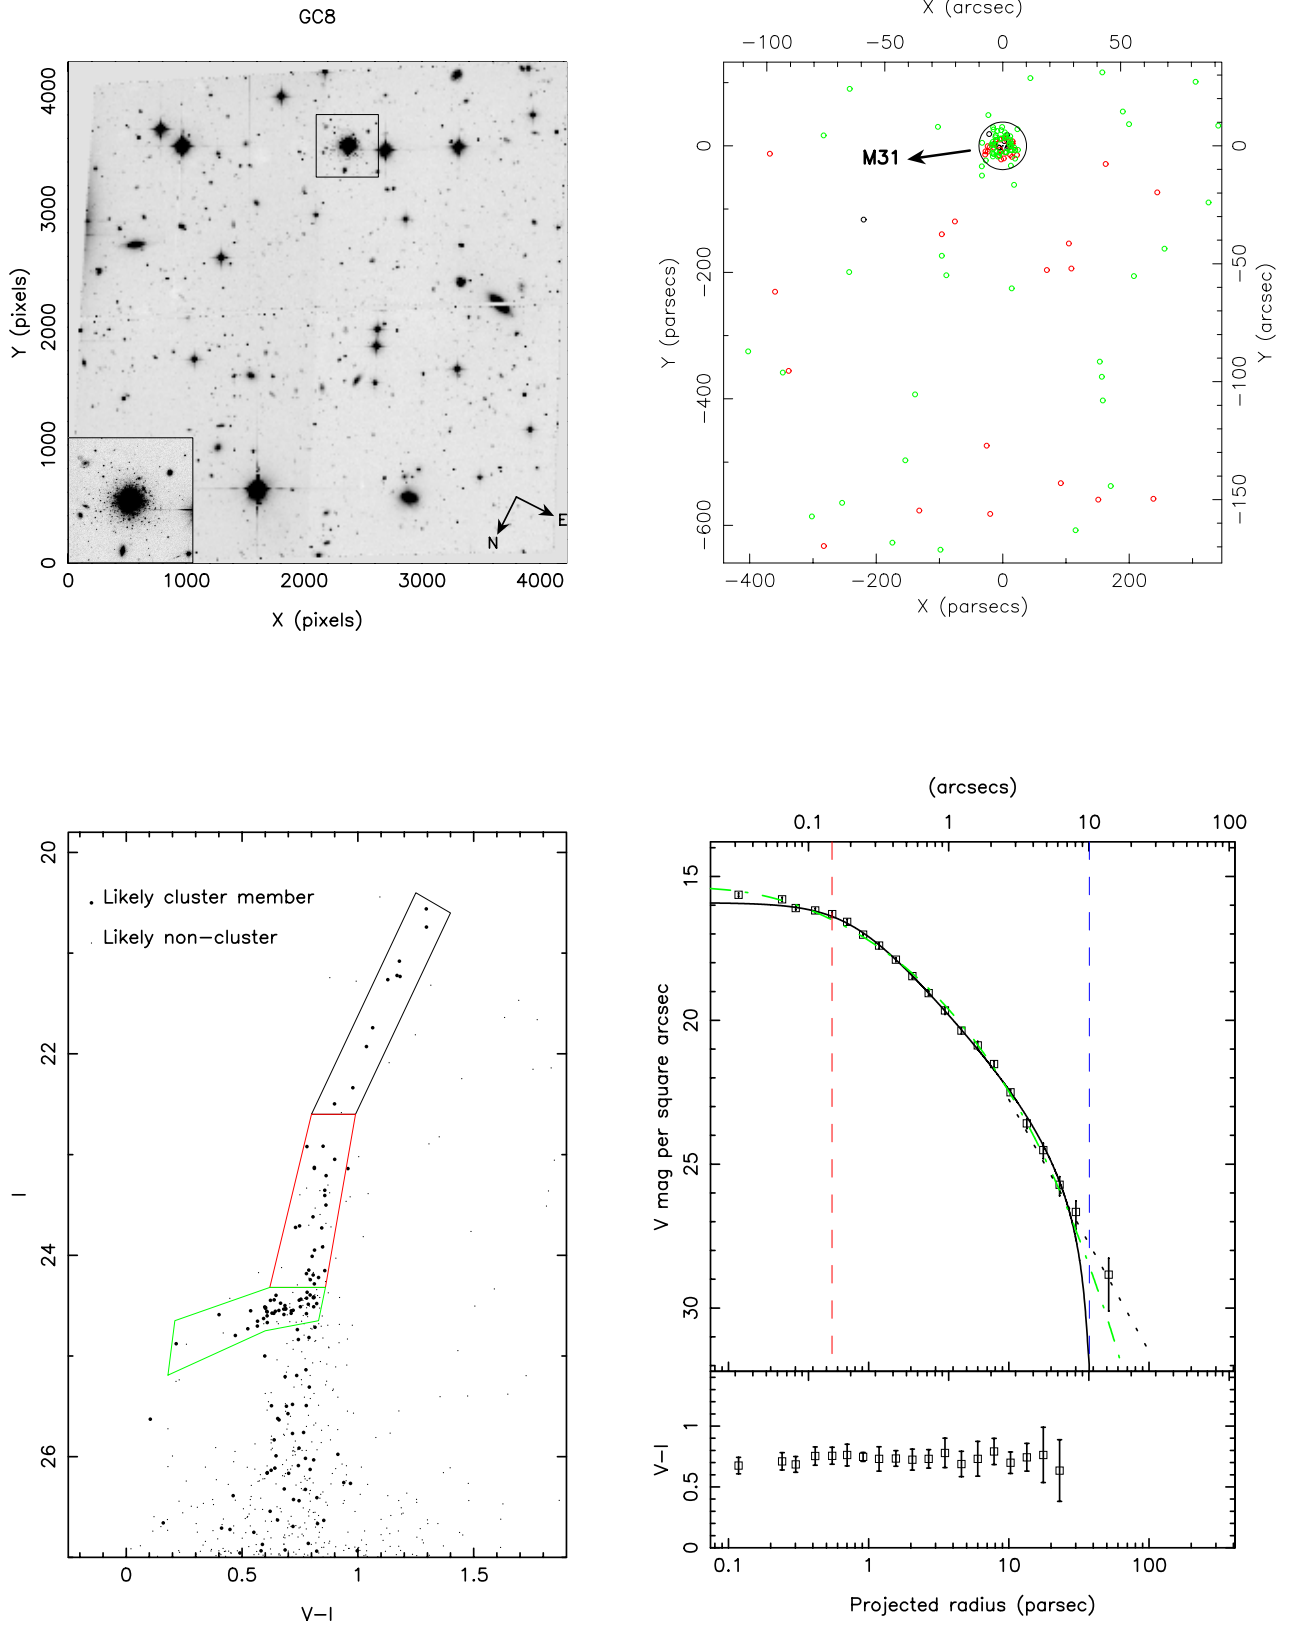 GC8
Y (pixels)
4000
3000
2000
1000
0
N
E
0 1000 2000 3000 4000
X (pixels)
X (arcsec)
-100 -50 0 50
Y (parsecs)
0
-200
-400
-600
M31
0
-50
-100
-150
Y (arcsec)
-400 -200 0 200
X (parsecs)
I
20
22
24
26
Likely cluster member
Likely non-cluster
0 0.5 1 1.5
V-I
(arcsecs)
0.1 1 10 100
V mag per square arcsec
15
20
25
30
V-I
1
0.5
0
0.1 1 10 100
Projected radius (parsec)